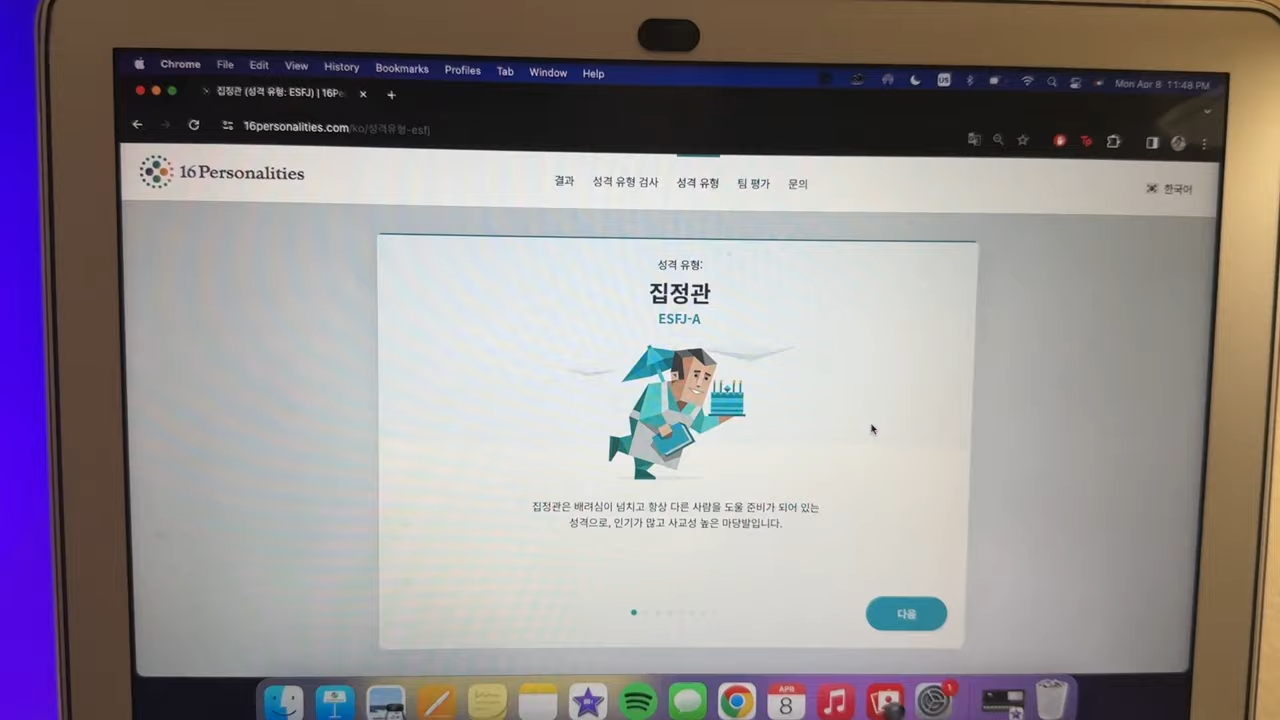 Chrome File Edit View History Bookmarks Profiles Tab Window Help US Mon Apr 8 11:48 PM
집정관 (성격 유형: ESFJ) | 16Pe
16personalities.com/ko/성격유형-esfj
16Personalities 결과 성격 유형 검사 성격 유형 팀 평가 문의 한국어
성격 유형:
집정관
ESFJ-A
집정관은 배려심이 넘치고 항상 다른 사람을 도울 준비가 되어 있는
성격으로, 인기가 많고 사교성 높은 마당발입니다.
다음
APR
8
1